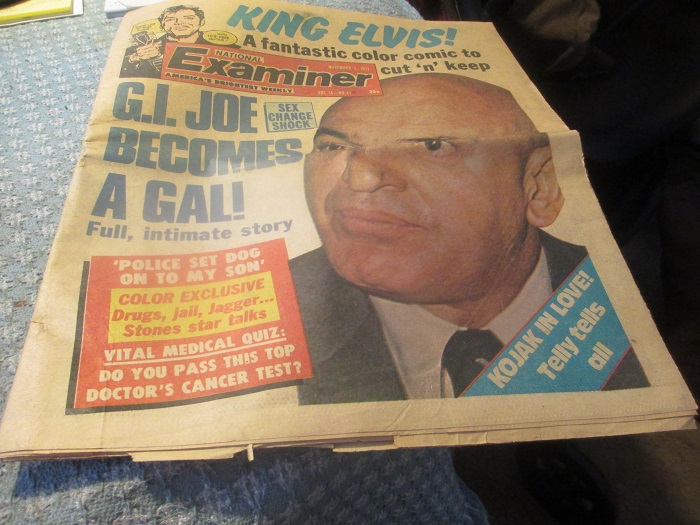 KING ELVIS!
A fantastic color comic to
cut 'n' keep
NATIONAL
Examiner
AMERICA'S BRIGHTEST WEEKLY
G.I. JOE
BECOMES
A GAL!
SEX
CHANGE
SHOCK
Full, intimate story
'POLICE SET DOG
ON TO MY SON'
COLOR EXCLUSIVE
Drugs, jail, Jagger...
Stones star talks
VITAL MEDICAL QUIZ:
DO YOU PASS THIS TOP
DOCTOR'S CANCER TEST?
KOJAK IN LOVE!
Telly tells
all